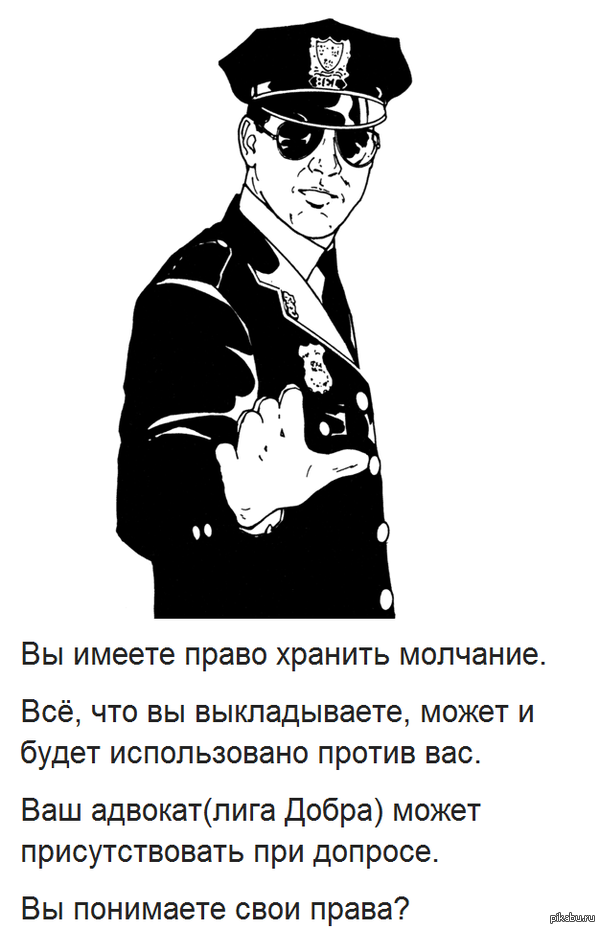 Вы имеете право хранить молчание.
Всё, что вы выкладываете, может и
будет использовано против вас.
Ваш адвокат(лига Добра) может
присутствовать при допросе.
Вы понимаете свои права?
pikabu.ru